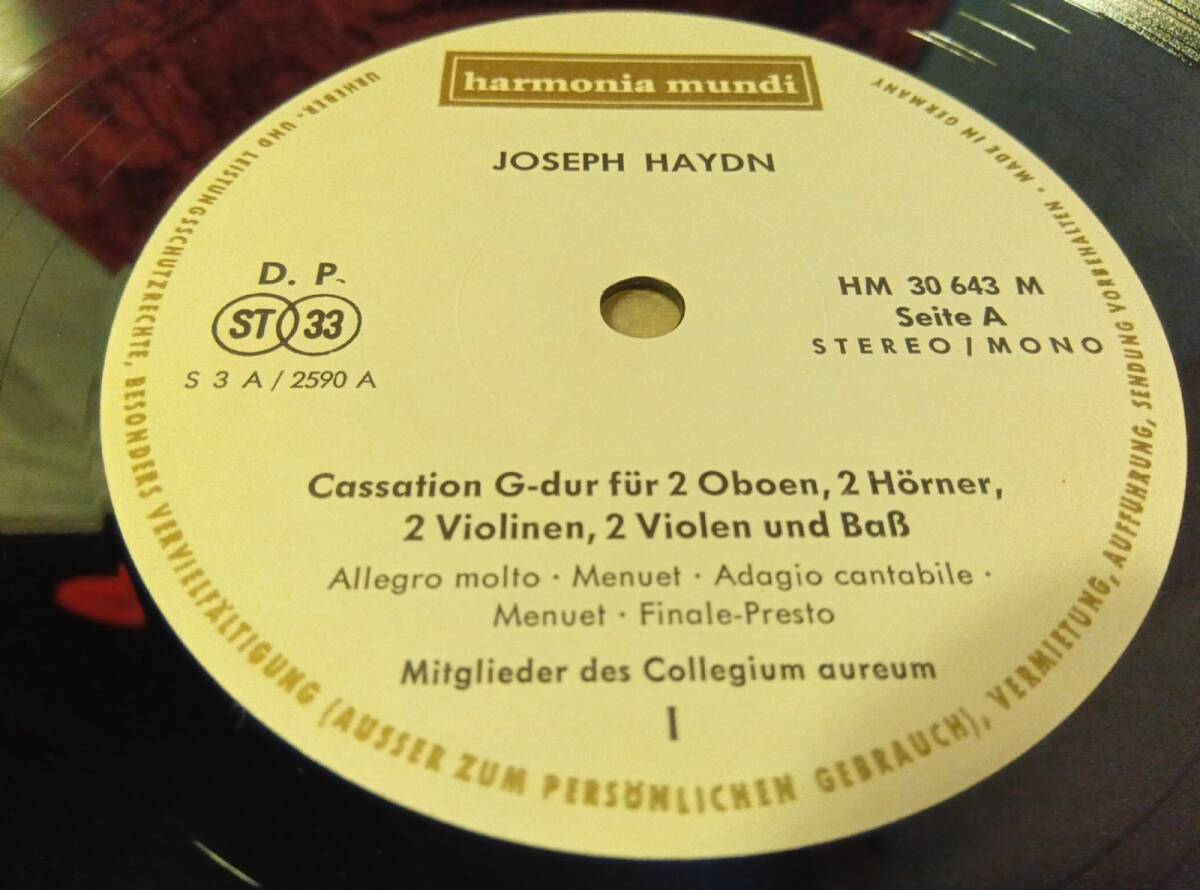 harmonia mundi
JOSEPH HAYDN
D. P.
ST 33
S 3 A / 2590 A
HM 30 643 M
Seite A
STEREO / MONO
Cassation G-dur für 2 Oboen, 2 Hörner,
2 Violinen, 2 Violen und Baß
Allegro molto · Menuet · Adagio cantabile ·
Menuet · Finale-Presto
Mitglieder des Collegium aureum
I
URHEBER- UND LEISTUNGSSCHUTZRECHTE, BESONDERS VERVIELFÄLTIGUNG (AUSSER ZUM PERSÖNLICHEN GEBRAUCH), VERMIETUNG, AUFFÜHRUNG, SENDUNG VORBEHALTEN · MADE IN GERMANY